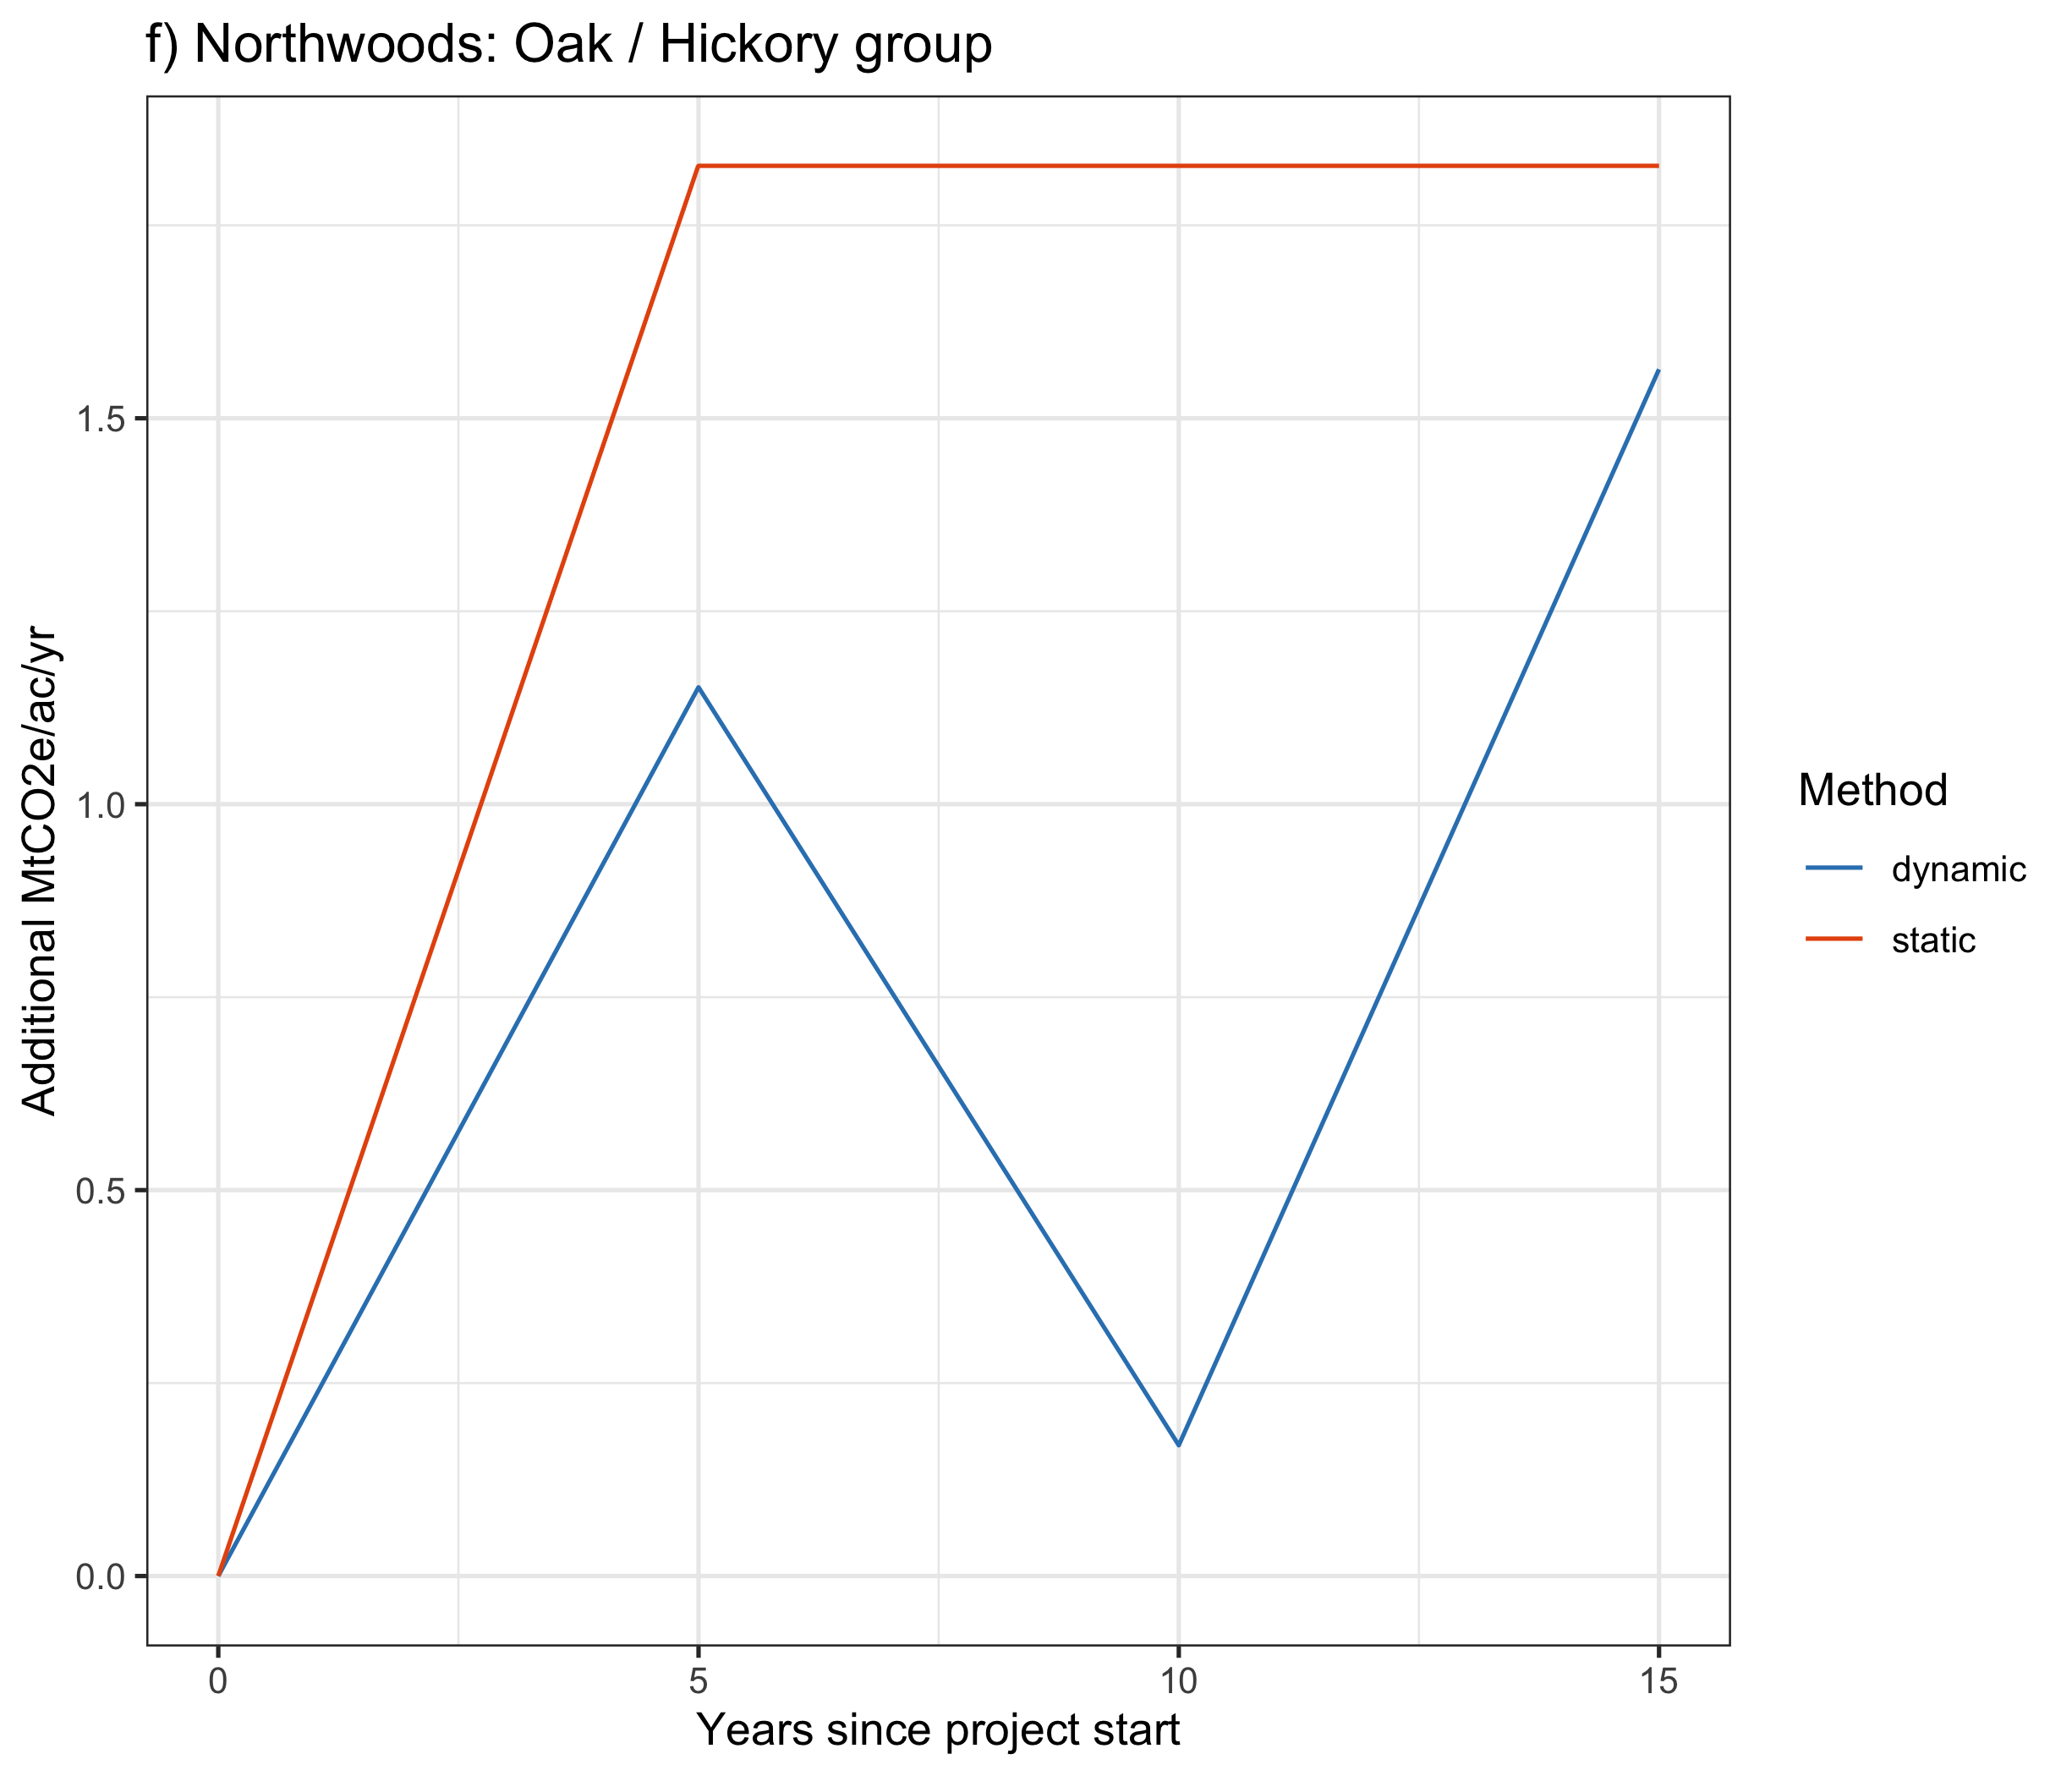 f) Northwoods: Oak / Hickory group
Additional MtCO2e/ac/yr
1.5
1.0
0.5
0.0
0
5
10
15
Years since project start
Method
dynamic
static